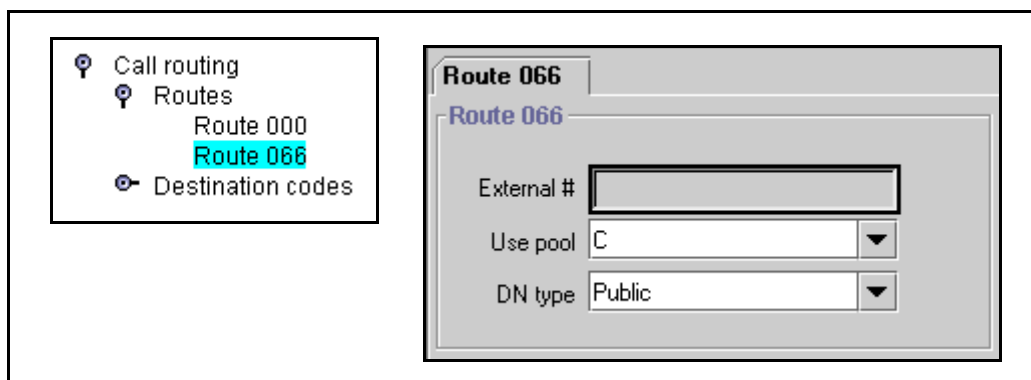 Call routing
Routes
Route 000
Route 066
Destination codes
Route 066
Route 066
External #
Use pool C
DN type Public